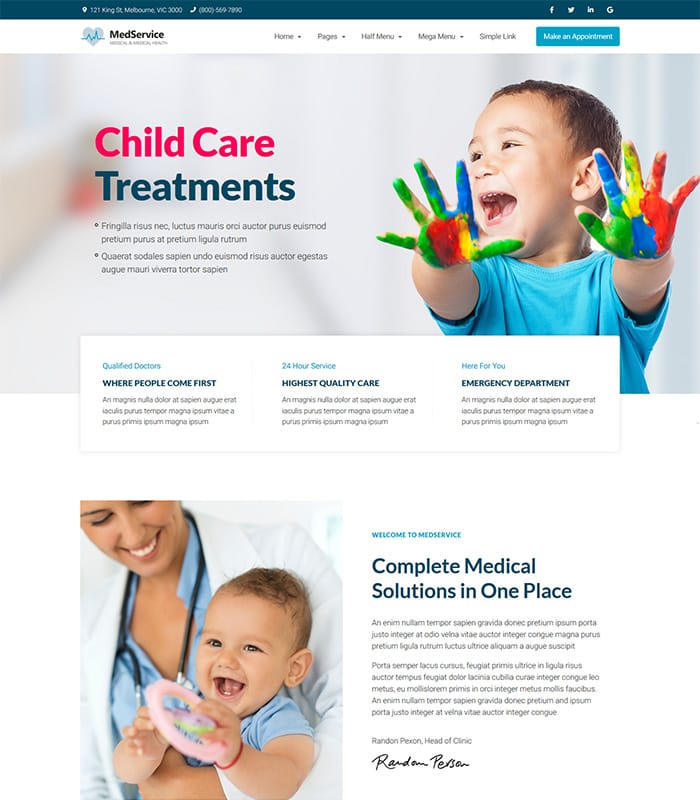 121 King St, Melbourne, VIC 3000 (800)-569-7890
MedService
MEDICAL & MEDICAL HEALTH
Home Pages Half Menu Mega Menu Simple Link Make an Appointment
Child Care
Treatments
Fringilla risus nec, luctus mauris orci auctor purus euismod
pretium purus at pretium ligula rutrum
Quaerat sodales sapien undo euismod risus auctor egestas
augue mauri viverra tortor sapien
Qualified Doctors
WHERE PEOPLE COME FIRST
An magnis nulla dolor at sapien augue erat
iaculis purus tempor magna ipsum vitae a
purus primis ipsum magna ipsum
24 Hour Service
HIGHEST QUALITY CARE
An magnis nulla dolor at sapien augue erat
iaculis purus tempor magna ipsum vitae a
purus primis ipsum magna ipsum
Here For You
EMERGENCY DEPARTMENT
An magnis nulla dolor at sapien augue erat
iaculis purus tempor magna ipsum vitae a
purus primis ipsum magna ipsum
WELCOME TO MEDSERVICE
Complete Medical
Solutions in One Place
An enim nullam tempor sapien gravida donec pretium ipsum porta
justo integer at odio velna vitae auctor integer congue magna purus
pretium ligula rutrum luctus ultrice aliquam a augue suscipit
Porta semper lacus cursus, feugiat primis ultrice in ligula risus
auctor tempus feugiat dolor lacinia cubilia curae integer congue leo
metus, eu mollislorem primis in orci integer metus mollis faucibus.
An enim nullam tempor sapien gravida donec pretium and ipsum
porta justo integer at velna vitae auctor integer congue
Randon Pexon, Head of Clinic
Random Person